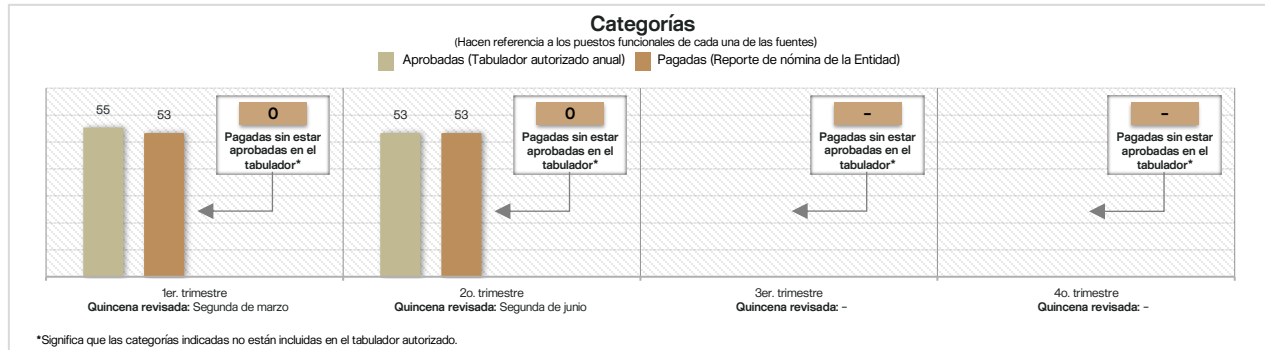 Categorías
(Hacen referencia a los puestos funcionales de cada una de las fuentes)
Aprobadas (Tabulador autorizado anual) Pagadas (Reporte de nómina de la Entidad)
55 53
0
Pagadas sin estar
aprobadas en el
tabulador*
53 53
0
Pagadas sin estar
aprobadas en el
tabulador*
–
Pagadas sin estar
aprobadas en el
tabulador*
–
Pagadas sin estar
aprobadas en el
tabulador*
1er. trimestre
Quincena revisada: Segunda de marzo
2o. trimestre
Quincena revisada: Segunda de junio
3er. trimestre
Quincena revisada: –
4o. trimestre
Quincena revisada: –
*Significa que las categorías indicadas no están incluidas en el tabulador autorizado.